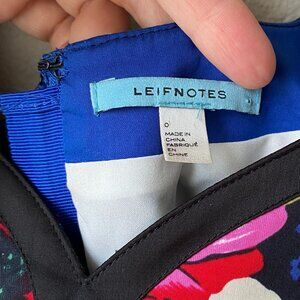 LEIFNOTES
0
MADE IN
CHINA
FABRIQUÉ
EN
CHINE